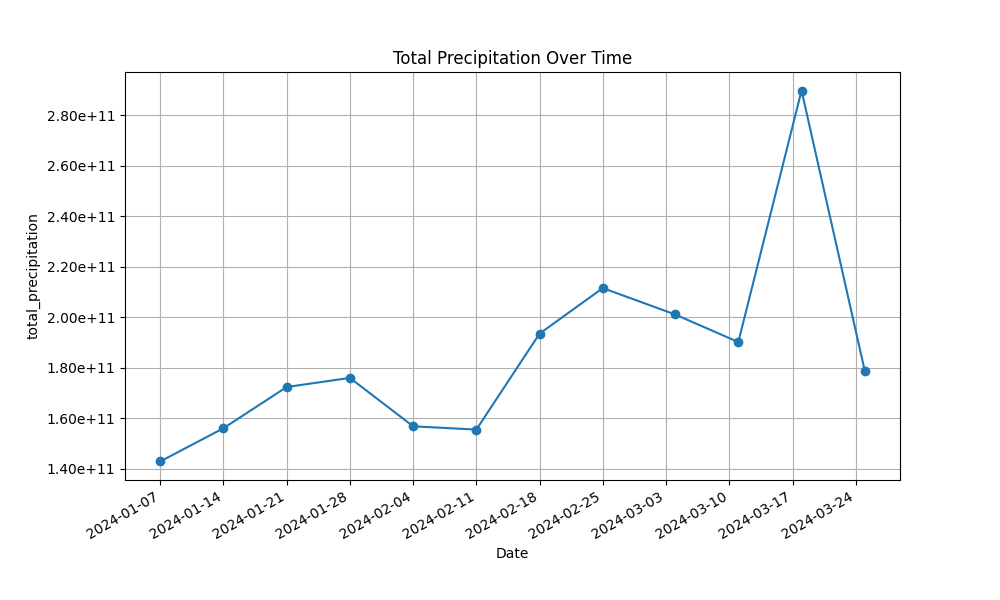 Total Precipitation Over Time
total_precipitation
2.80e+11
2.60e+11
2.40e+11
2.20e+11
2.00e+11
1.80e+11
1.60e+11
1.40e+11
2024-01-07
2024-01-14
2024-01-21
2024-01-28
2024-02-04
2024-02-11
2024-02-18
2024-02-25
2024-03-03
2024-03-10
2024-03-17
2024-03-24
Date